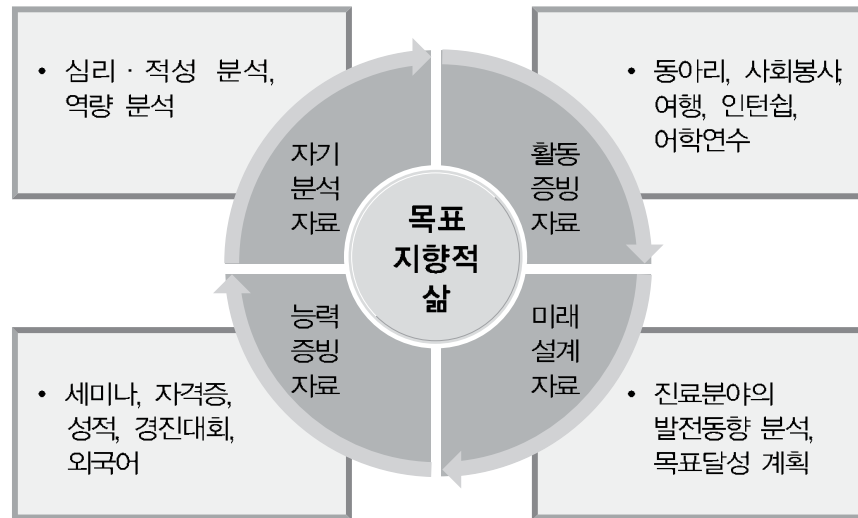 • 심리·적성 분석,
역량 분석
• 동아리, 사회봉사,
여행, 인턴쉽,
어학연수
자기
분석
자료
활동
증빙
자료
목표
지향적
삶
능력
증빙
자료
미래
설계
자료
• 세미나, 자격증,
성적, 경진대회,
외국어
• 진료분야의
발전동향 분석,
목표달성 계획